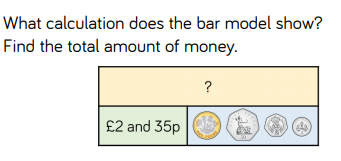 What calculation does the bar model show?
Find the total amount of money.
?
£2 and 35p